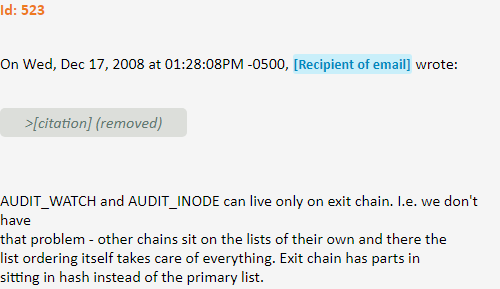 Id: 523
On Wed, Dec 17, 2008 at 01:28:08PM -0500, [Recipient of email] wrote:
>[citation] (removed)
AUDIT_WATCH and AUDIT_INODE can live only on exit chain. I.e. we don't
have
that problem - other chains sit on the lists of their own and there the
list ordering itself takes care of everything. Exit chain has parts in
sitting in hash instead of the primary list.